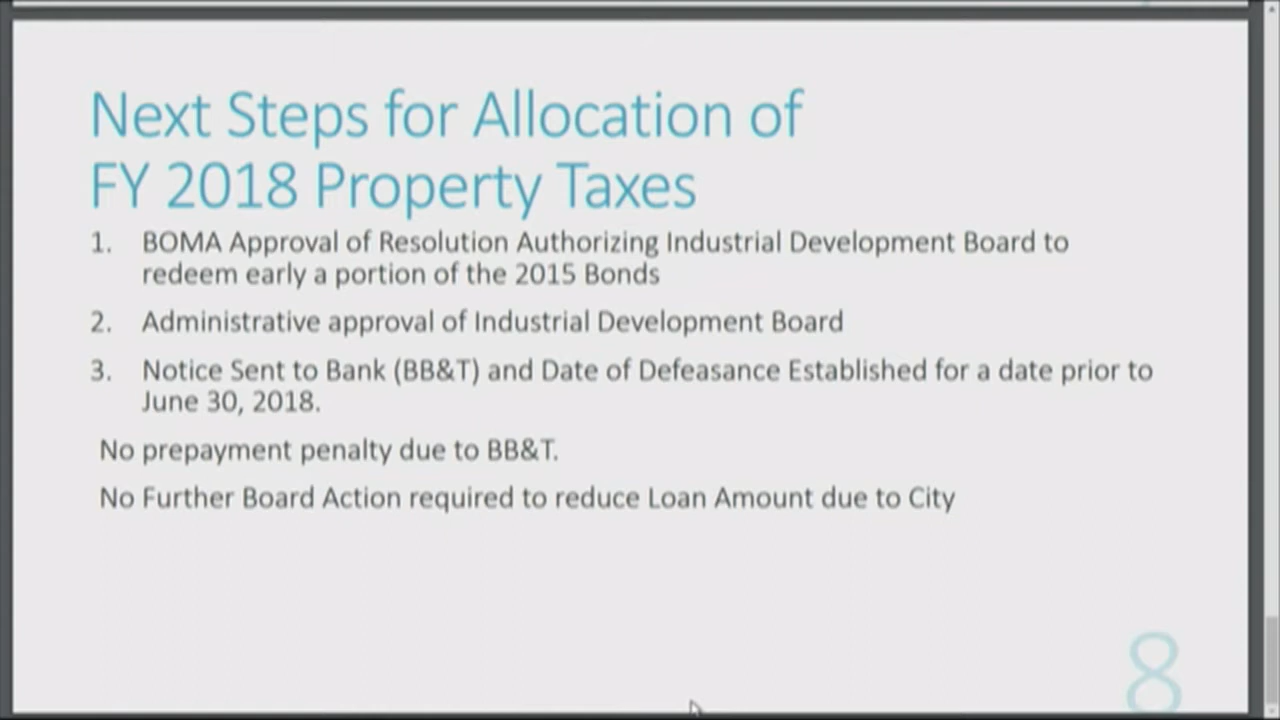 Next Steps for Allocation of
FY 2018 Property Taxes
1. BOMA Approval of Resolution Authorizing Industrial Development Board to
redeem early a portion of the 2015 Bonds
2. Administrative approval of Industrial Development Board
3. Notice Sent to Bank (BB&T) and Date of Defeasance Established for a date prior to
June 30, 2018.
No prepayment penalty due to BB&T.
No Further Board Action required to reduce Loan Amount due to City
8